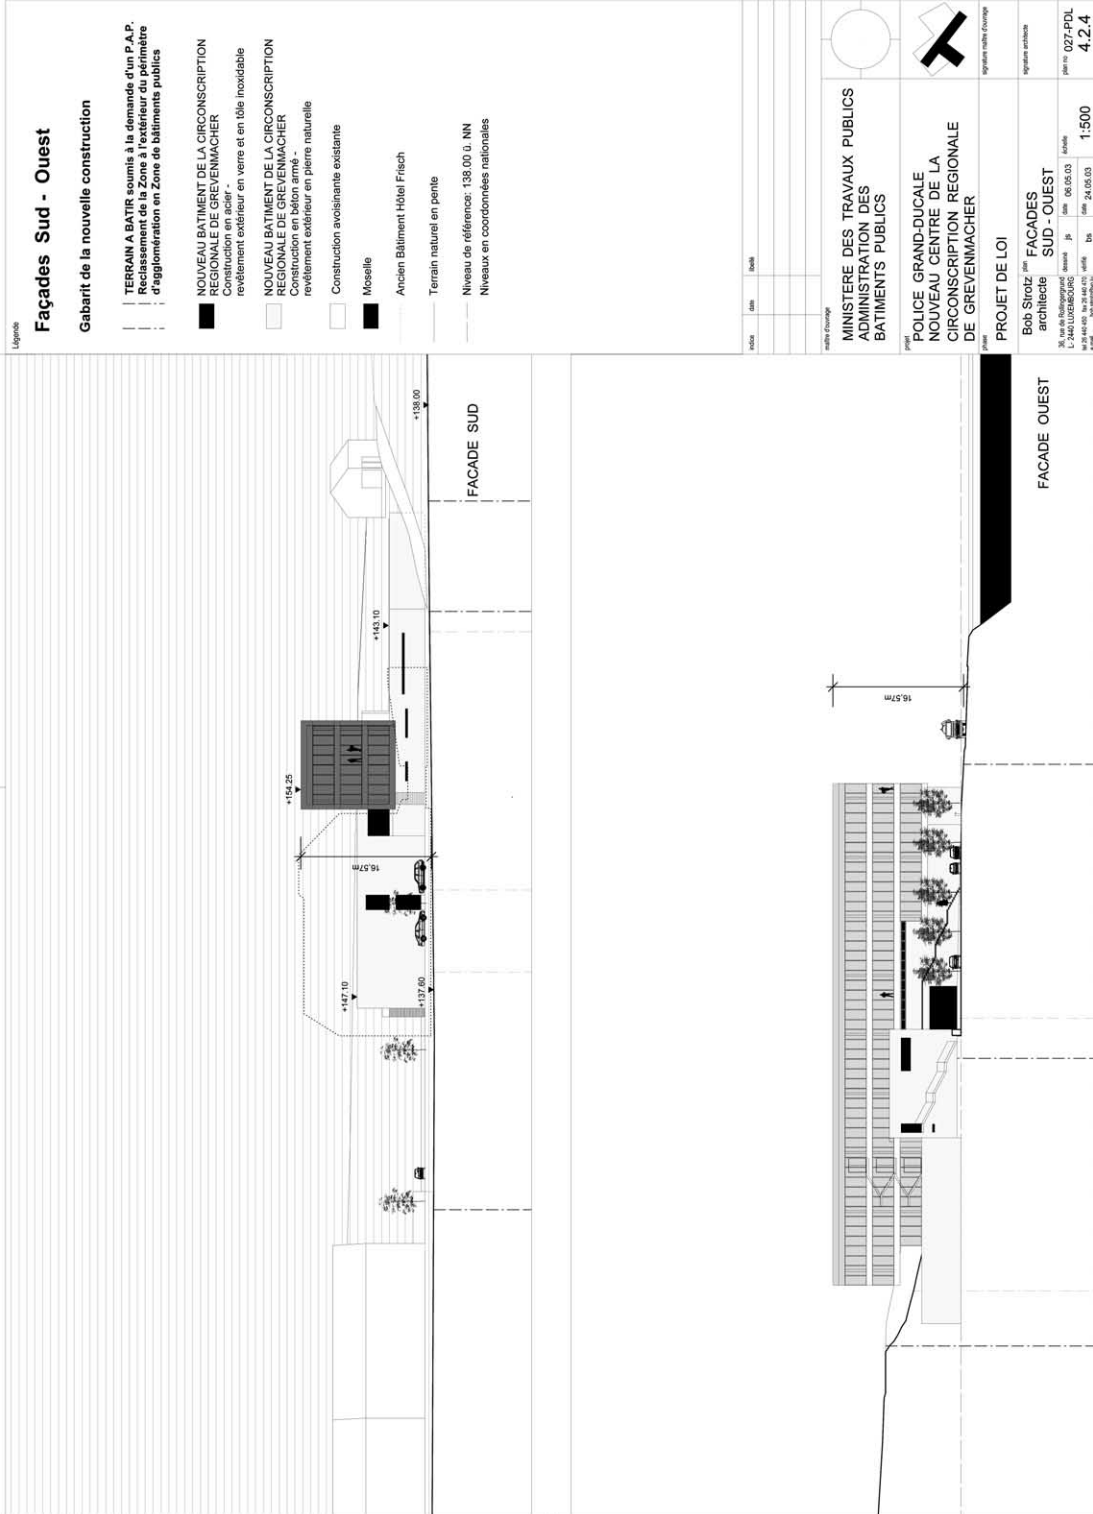 Légende
Façades Sud - Ouest
Gabarit de la nouvelle construction
TERRAIN A BATIR soumis à la demande d'un P.A.P.
Reclassement de la Zone à l'extérieur du périmètre
d'agglomération en Zone de bâtiments publics
NOUVEAU BATIMENT DE LA CIRCONSCRIPTION
REGIONALE DE GREVENMACHER
Construction en acier -
revêtement extérieur en verre et en tôle inoxidable
NOUVEAU BATIMENT DE LA CIRCONSCRIPTION
REGIONALE DE GREVENMACHER
Construction en béton armé -
revêtement extérieur en pierre naturelle
Construction avoisinante existante
Moselle
Ancien Bâtiment Hôtel Frisch
Terrain naturel en pente
Niveau de référence: 138.00 ü. NN
Niveaux en coordonnées nationales
indice date libellé
maître d'ouvrage
MINISTERE DES TRAVAUX PUBLICS
ADMINISTRATION DES
BATIMENTS PUBLICS
projet
POLICE GRAND-DUCALE
NOUVEAU CENTRE DE LA
CIRCONSCRIPTION REGIONALE
DE GREVENMACHER
phase
PROJET DE LOI
signature maître d'ouvrage
Bob Strotz
architecte
plan
FACADES
SUD - OUEST
signature architecte
36, rue de Rollingergrund
L- 2440 LUXEMBOURG
dessiné js date 06.05.03
vérifié bs date 24.05.03
échelle
1:500
plan no 027-PDL
4.2.4
+147.10
+137.60
16,57m
+154.25
+143.10
+138.00
FACADE SUD
16,57m
FACADE OUEST